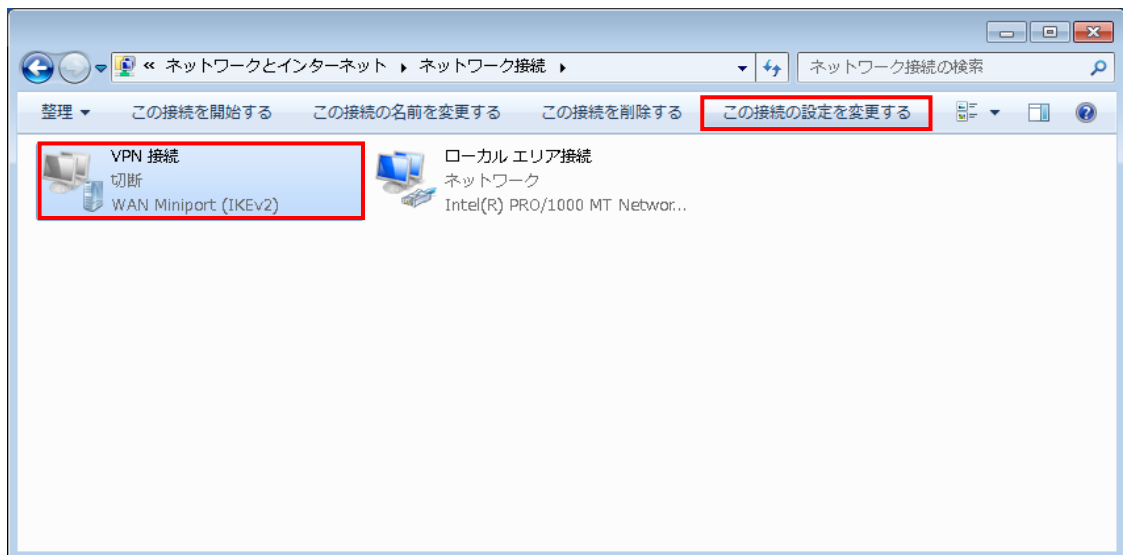 « ネットワークとインターネット ▸ ネットワーク接続 ▸ ネットワーク接続の検索
整理 ▼ この接続を開始する この接続の名前を変更する この接続を削除する この接続の設定を変更する
VPN 接続
切断
WAN Miniport (IKEv2)
ローカル エリア接続
ネットワーク
Intel(R) PRO/1000 MT Networ...